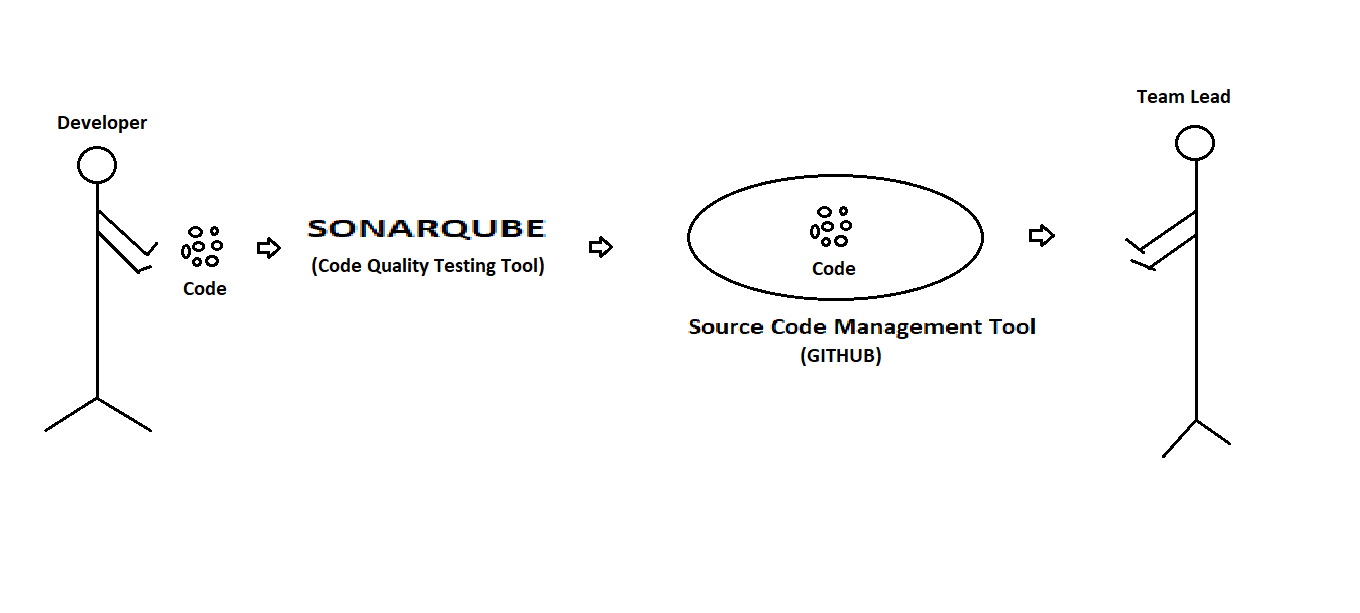 Developer
Code
SONARQUBE
(Code Quality Testing Tool)
Code
Source Code Management Tool
(GITHUB)
Team Lead